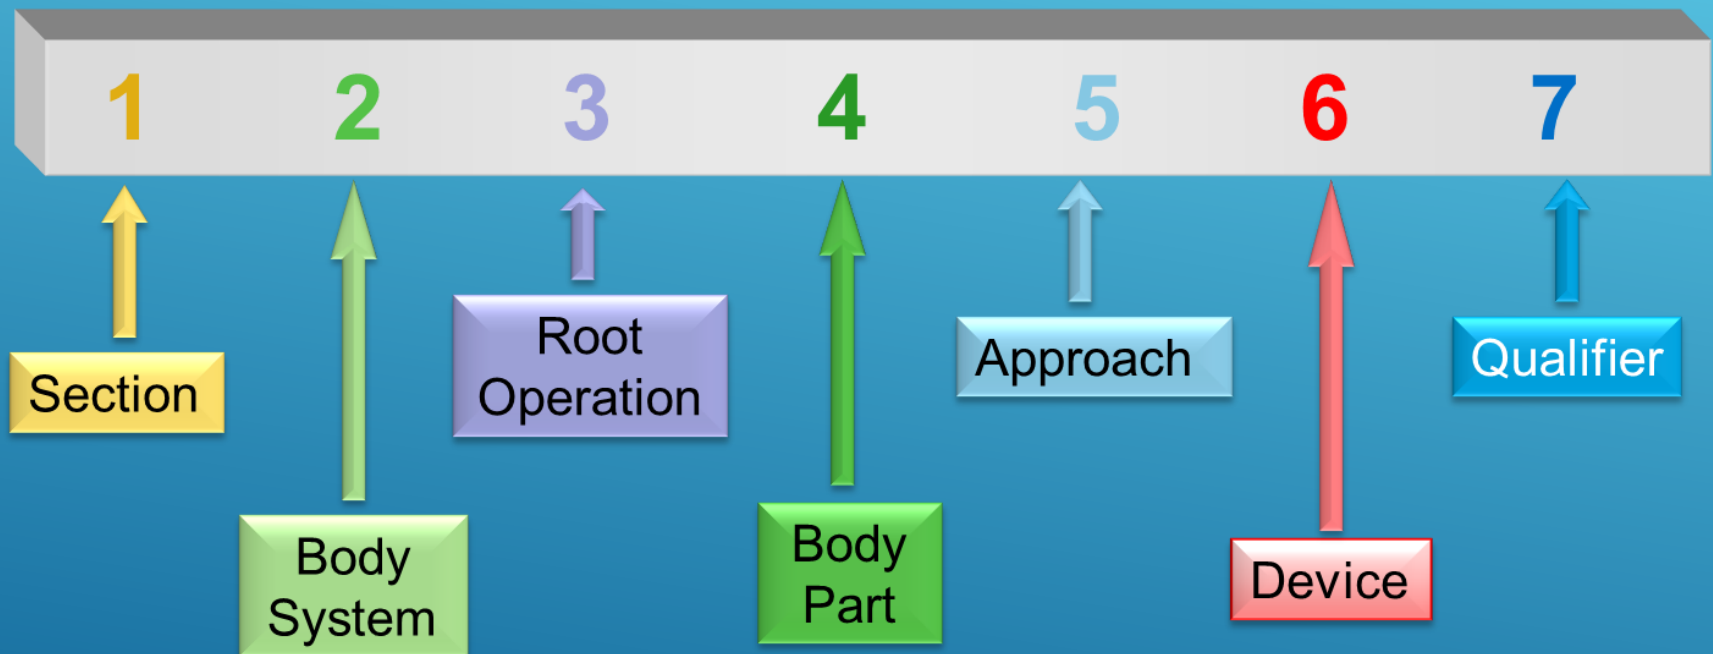 1 2 3 4 5 6 7
Section
Body
System
Root
Operation
Body
Part
Approach
Device
Qualifier